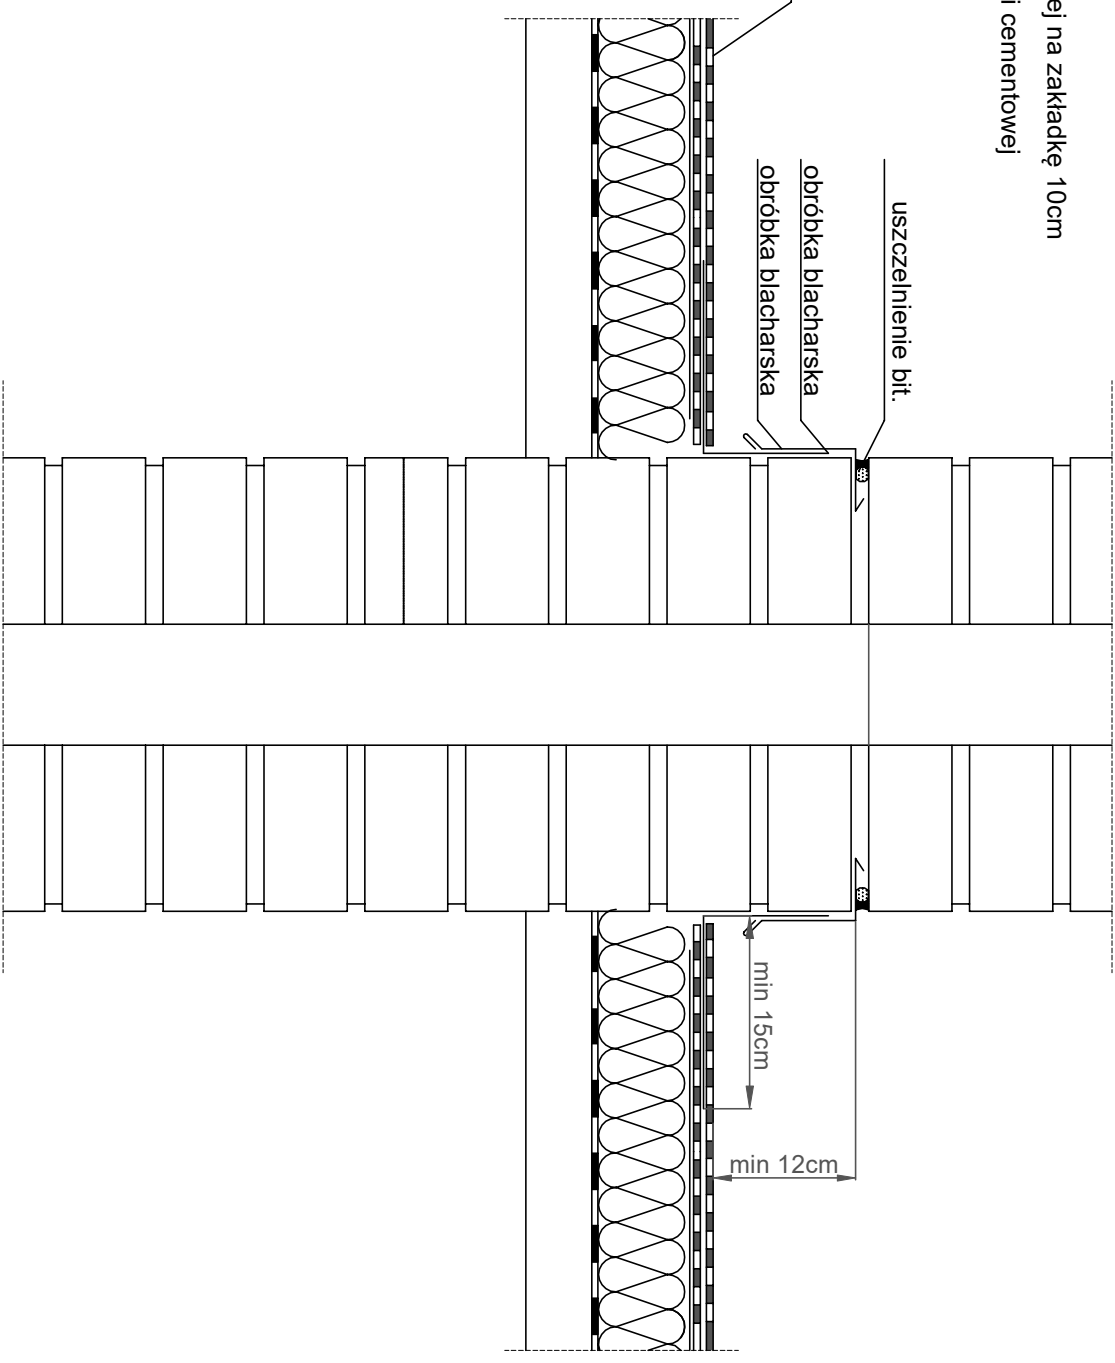 ej na zakładkę 10cm
i cementowej
uszczelnienie bit.
obróbka blacharska
obróbka blacharska
min 15cm
min 12cm